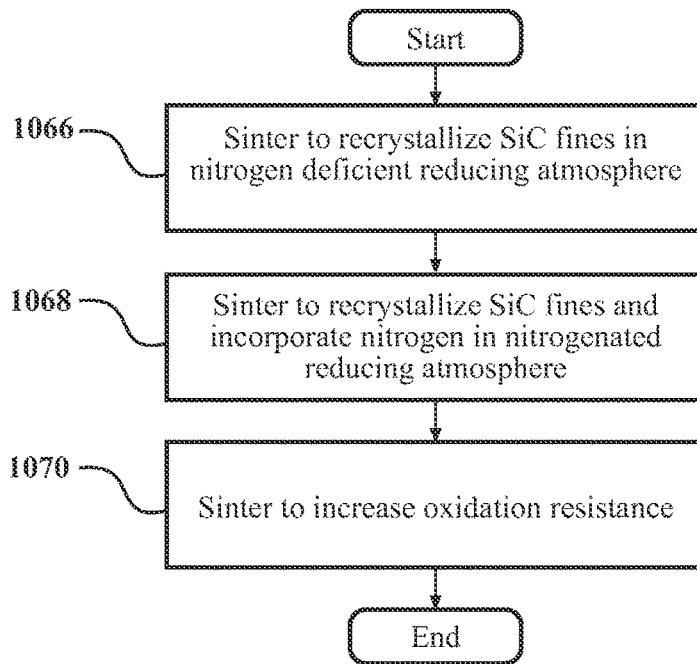 Start
1066
Sinter to recrystallize SiC fines in
nitrogen deficient reducing atmosphere
1068
Sinter to recrystallize SiC fines and
incorporate nitrogen in nitrogenated
reducing atmosphere
1070
Sinter to increase oxidation resistance
End